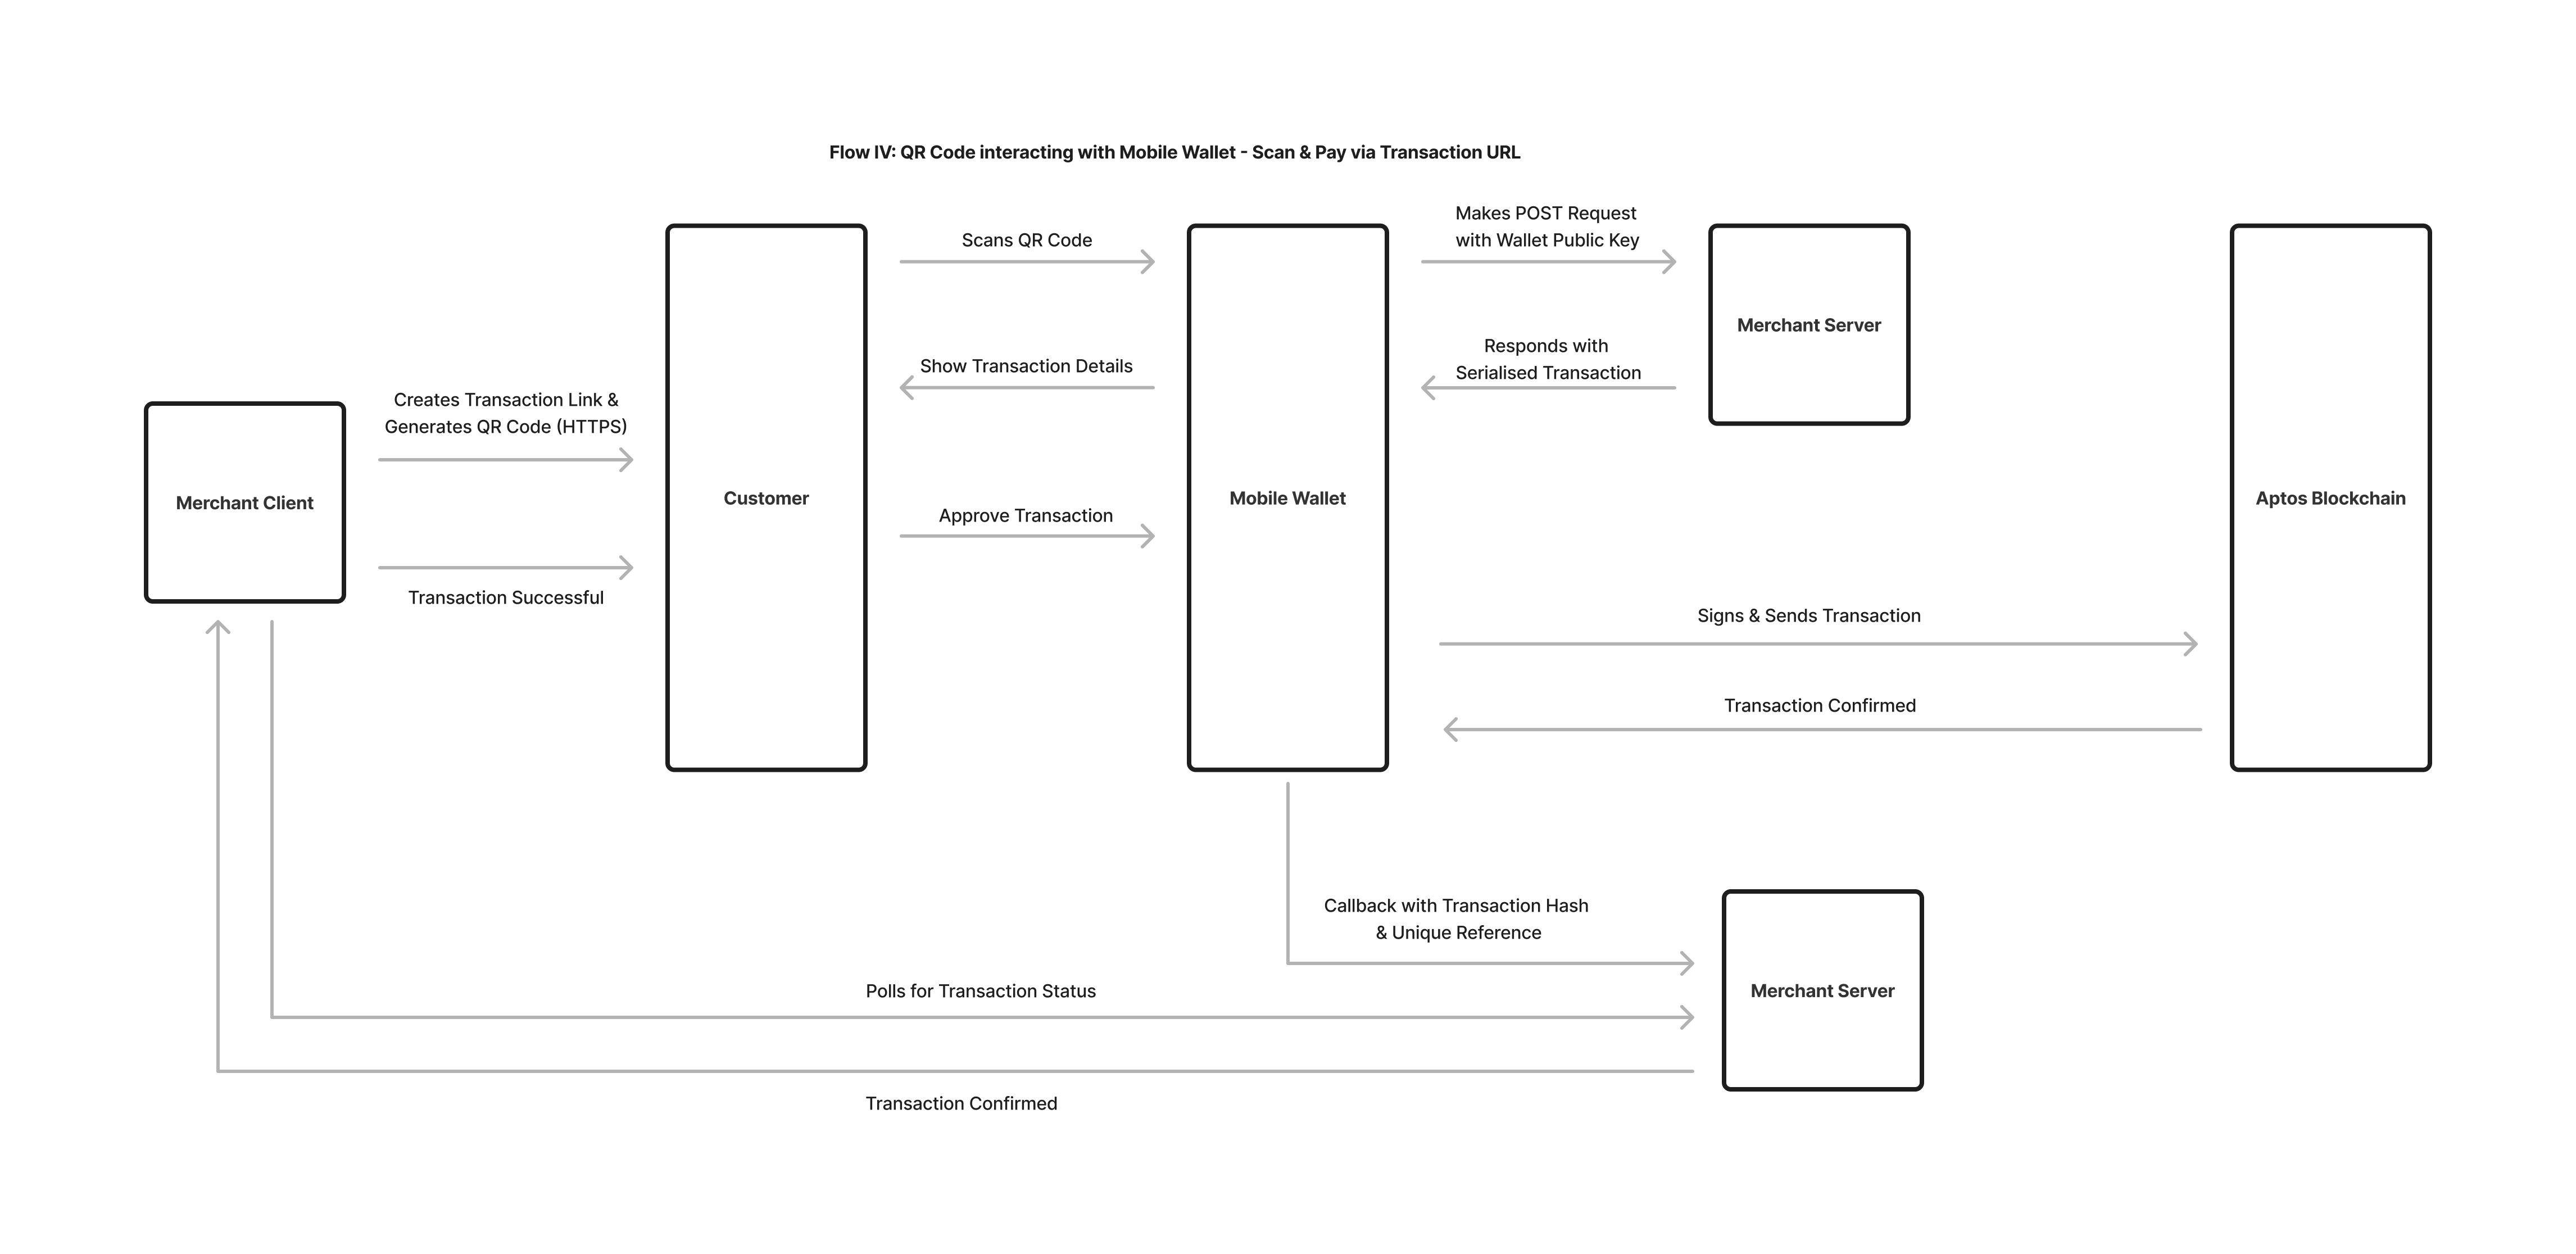 Flow IV: QR Code interacting with Mobile Wallet - Scan & Pay via Transaction URL
Merchant Client
Creates Transaction Link &
Generates QR Code (HTTPS)
Transaction Successful
Customer
Scans QR Code
Show Transaction Details
Approve Transaction
Mobile Wallet
Makes POST Request
with Wallet Public Key
Responds with
Serialised Transaction
Merchant Server
Signs & Sends Transaction
Transaction Confirmed
Aptos Blockchain
Callback with Transaction Hash
& Unique Reference
Polls for Transaction Status
Merchant Server
Transaction Confirmed